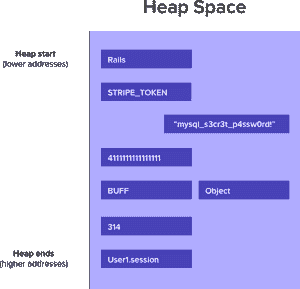 Heap Space
Heap start
(lower addresses)
Rails
STRIPE_TOKEN
"mysql_s3cr3t_p4ssw0rd!"
4111111111111111
BUFF
Object
314
Heap ends
(higher addresses)
User1.session